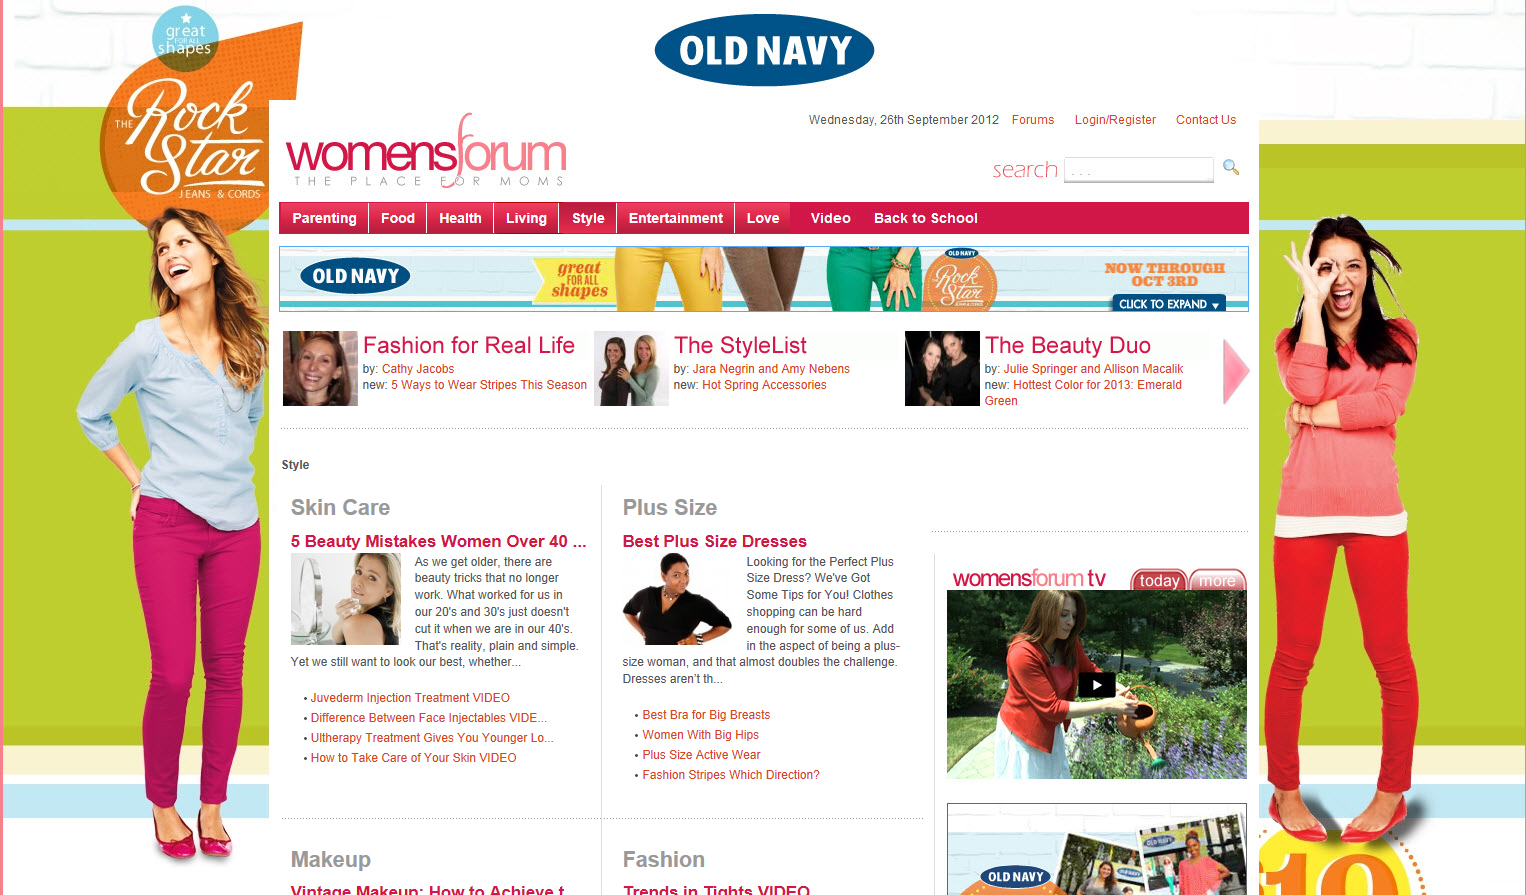 great
FOR ALL
shapes
THE Rock
Star
JEANS & CORDS
OLD NAVY
Wednesday, 26th September 2012 Forums Login/Register Contact Us
womensforum
THE PLACE FOR MOMS
search ...
Parenting Food Health Living Style Entertainment Love Video Back to School
OLD NAVY
great
FOR ALL
shapes
OLD NAVY
Rock
Star
JEANS & CORDS
NOW THROUGH
OCT 3RD
CLICK TO EXPAND
Fashion for Real Life
by: Cathy Jacobs
new: 5 Ways to Wear Stripes This Season
The StyleList
by: Jara Negrin and Amy Nebens
new: Hot Spring Accessories
The Beauty Duo
by: Julie Springer and Allison Macalik
new: Hottest Color for 2013: Emerald
Green
Style
Skin Care
5 Beauty Mistakes Women Over 40 ...
As we get older, there are
beauty tricks that no longer
work. What worked for us in
our 20's and 30's just doesn't
cut it when we are in our 40's.
That's reality, plain and simple.
Yet we still want to look our best, whether...
• Juvederm Injection Treatment VIDEO
• Difference Between Face Injectables VIDE...
• Ultherapy Treatment Gives You Younger Lo...
• How to Take Care of Your Skin VIDEO
Plus Size
Best Plus Size Dresses
Looking for the Perfect Plus
Size Dress? We've Got
Some Tips for You! Clothes
shopping can be hard
enough for some of us. Add
in the aspect of being a plus-
size woman, and that almost doubles the challenge.
Dresses aren't th...
• Best Bra for Big Breasts
• Women With Big Hips
• Plus Size Active Wear
• Fashion Stripes Which Direction?
womensforum tv today more
OLD NAVY
$10
Makeup
Vintage Makeup: How to Achieve t
Fashion
Trends in Tights VIDEO